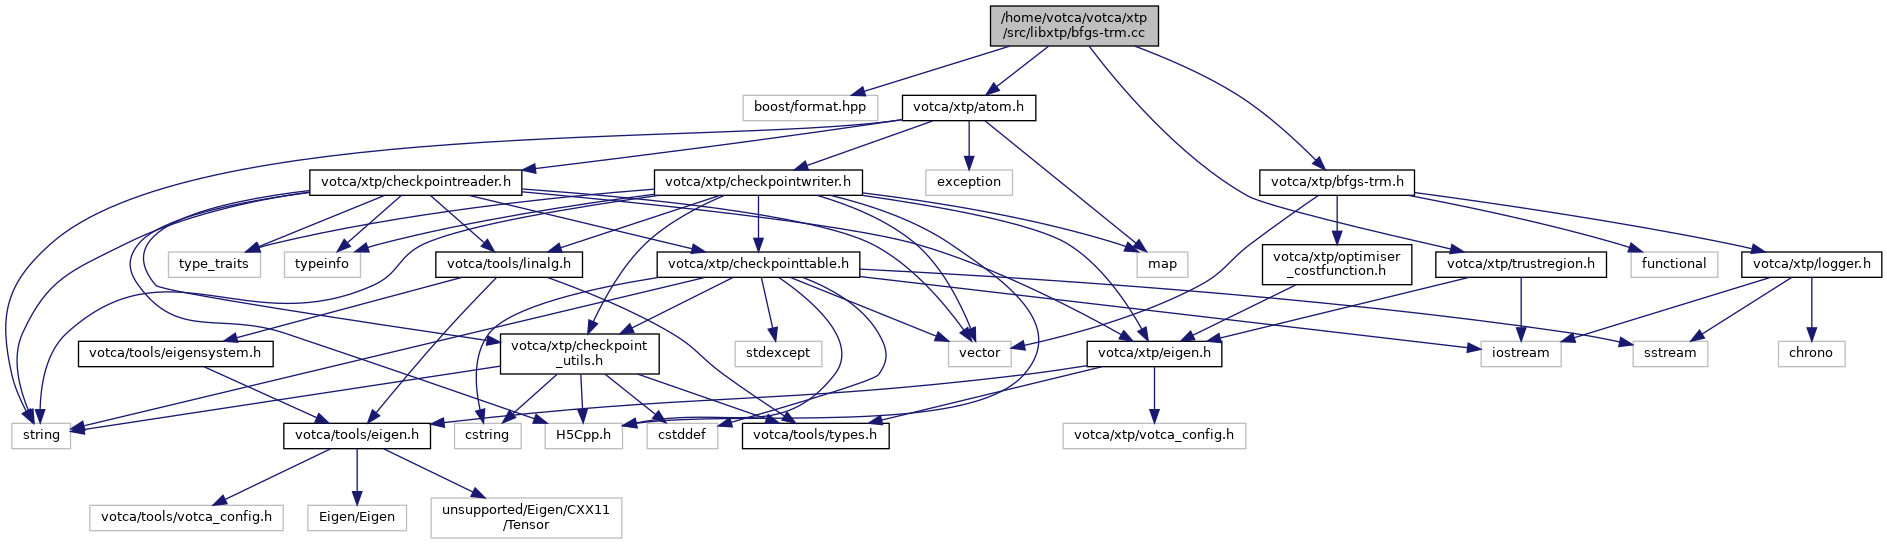 /home/votca/votca/xtp
/src/libxtp/bfgs-trm.cc
boost/format.hpp
votca/xtp/atom.h
votca/xtp/checkpointreader.h
votca/xtp/checkpointwriter.h
exception
votca/xtp/bfgs-trm.h
type_traits
typeinfo
votca/tools/linalg.h
votca/xtp/checkpointtable.h
map
votca/xtp/optimiser
_costfunction.h
votca/xtp/trustregion.h
functional
votca/xtp/logger.h
votca/tools/eigensystem.h
votca/xtp/checkpoint
_utils.h
stdexcept
vector
votca/xtp/eigen.h
iostream
sstream
chrono
string
votca/tools/eigen.h
cstring
H5Cpp.h
cstddef
votca/tools/types.h
votca/xtp/votca_config.h
votca/tools/votca_config.h
Eigen/Eigen
unsupported/Eigen/CXX11
/Tensor